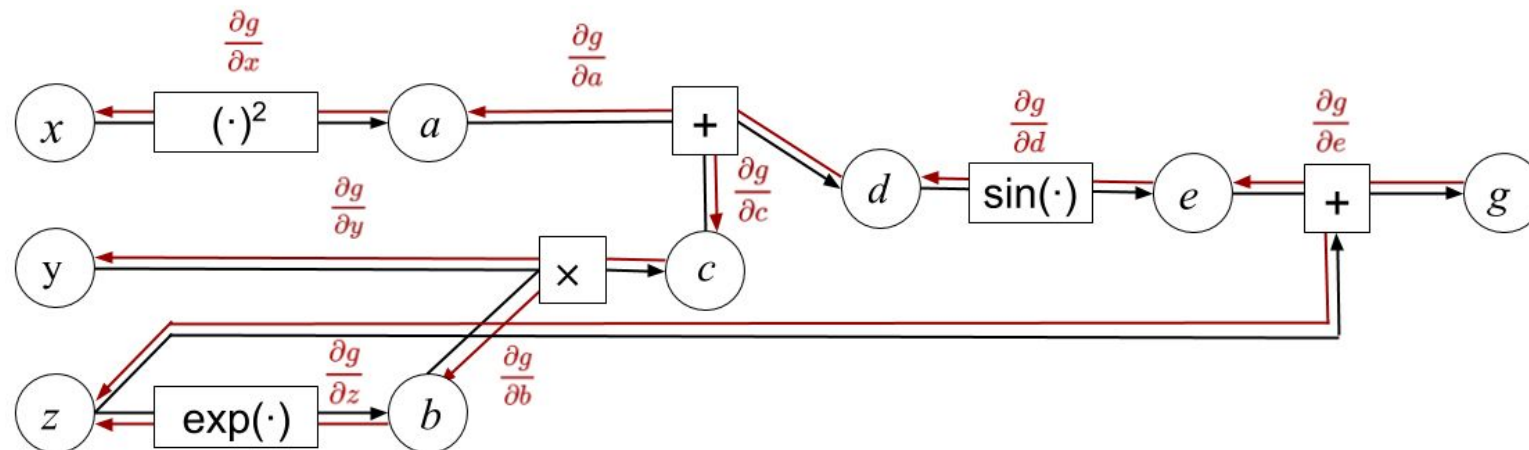 ∂g/∂x
∂g/∂a
x
(·)²
a
+
∂g/∂d
∂g/∂e
∂g/∂c
d
sin(·)
e
+
g
∂g/∂y
y
×
c
∂g/∂z
∂g/∂b
z
exp(·)
b